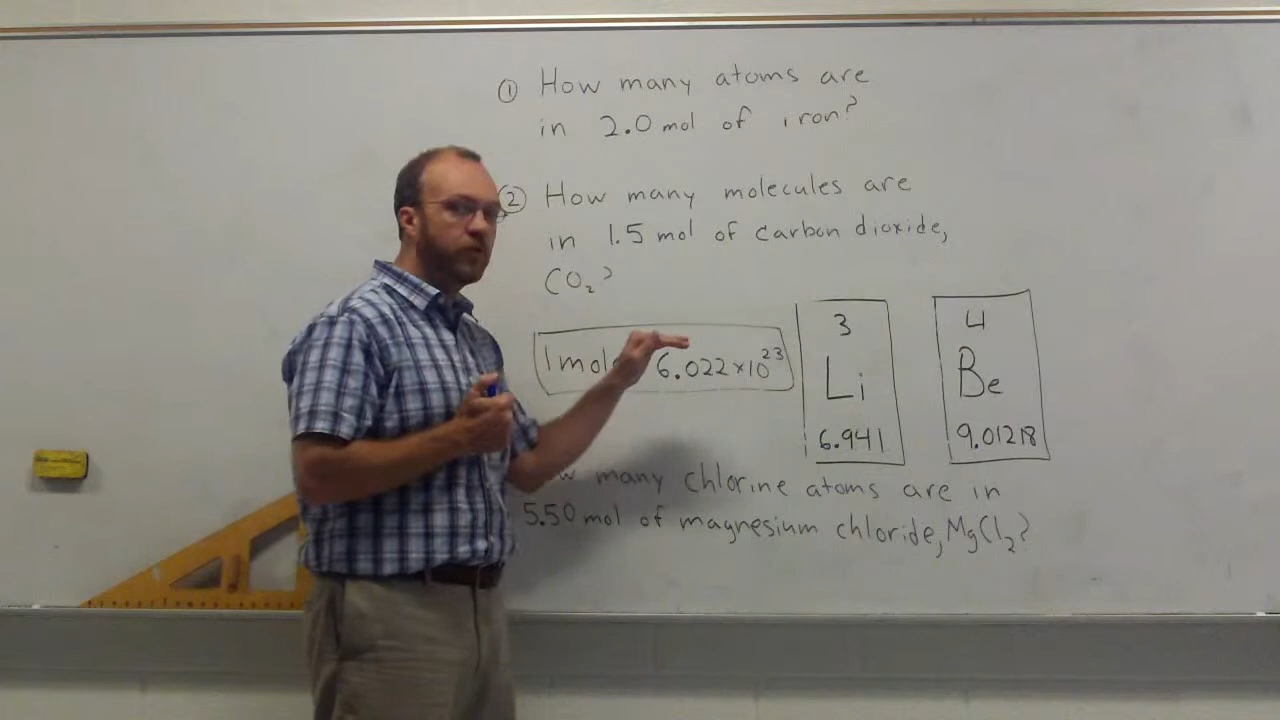 ① How many atoms are
in 2.0 mol of iron?
② How many molecules are
in 1.5 mol of carbon dioxide,
CO₂?
1 mol 6.022×10²³
3
Li
6.941
4
Be
9.01218
many chlorine atoms are in
5.50 mol of magnesium chloride, MgCl₂?